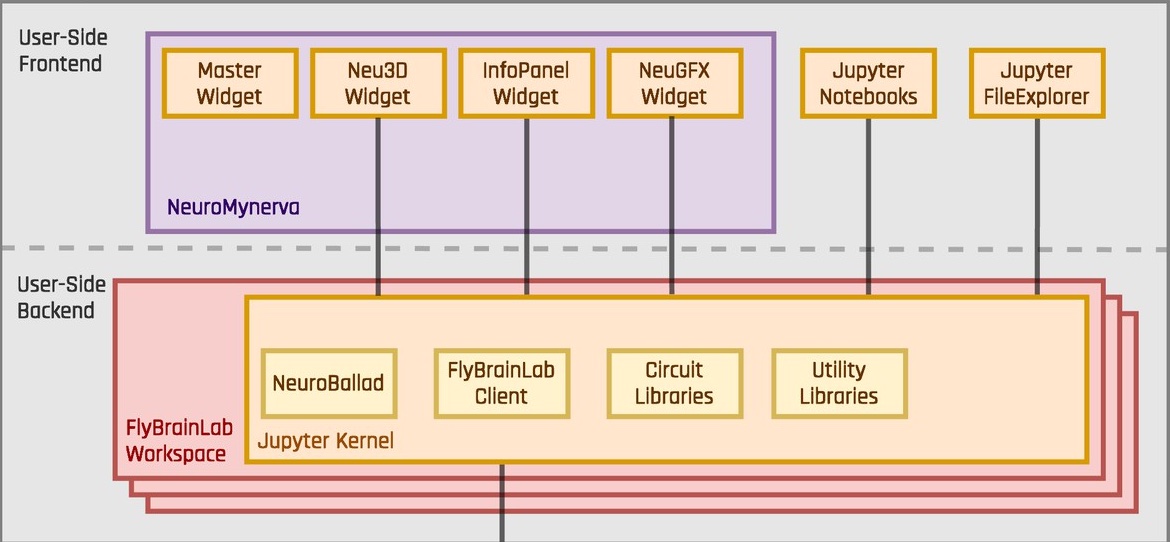 User-Side
Frontend
Master
Widget
Neu3D
Widget
InfoPanel
Widget
NeuGFX
Widget
Jupyter
Notebooks
Jupyter
FileExplorer
NeuroMynerva
User-Side
Backend
NeuroBallad
FlyBrainLab
Client
Circuit
Libraries
Utility
Libraries
FlyBrainLab
Workspace
Jupyter Kernel